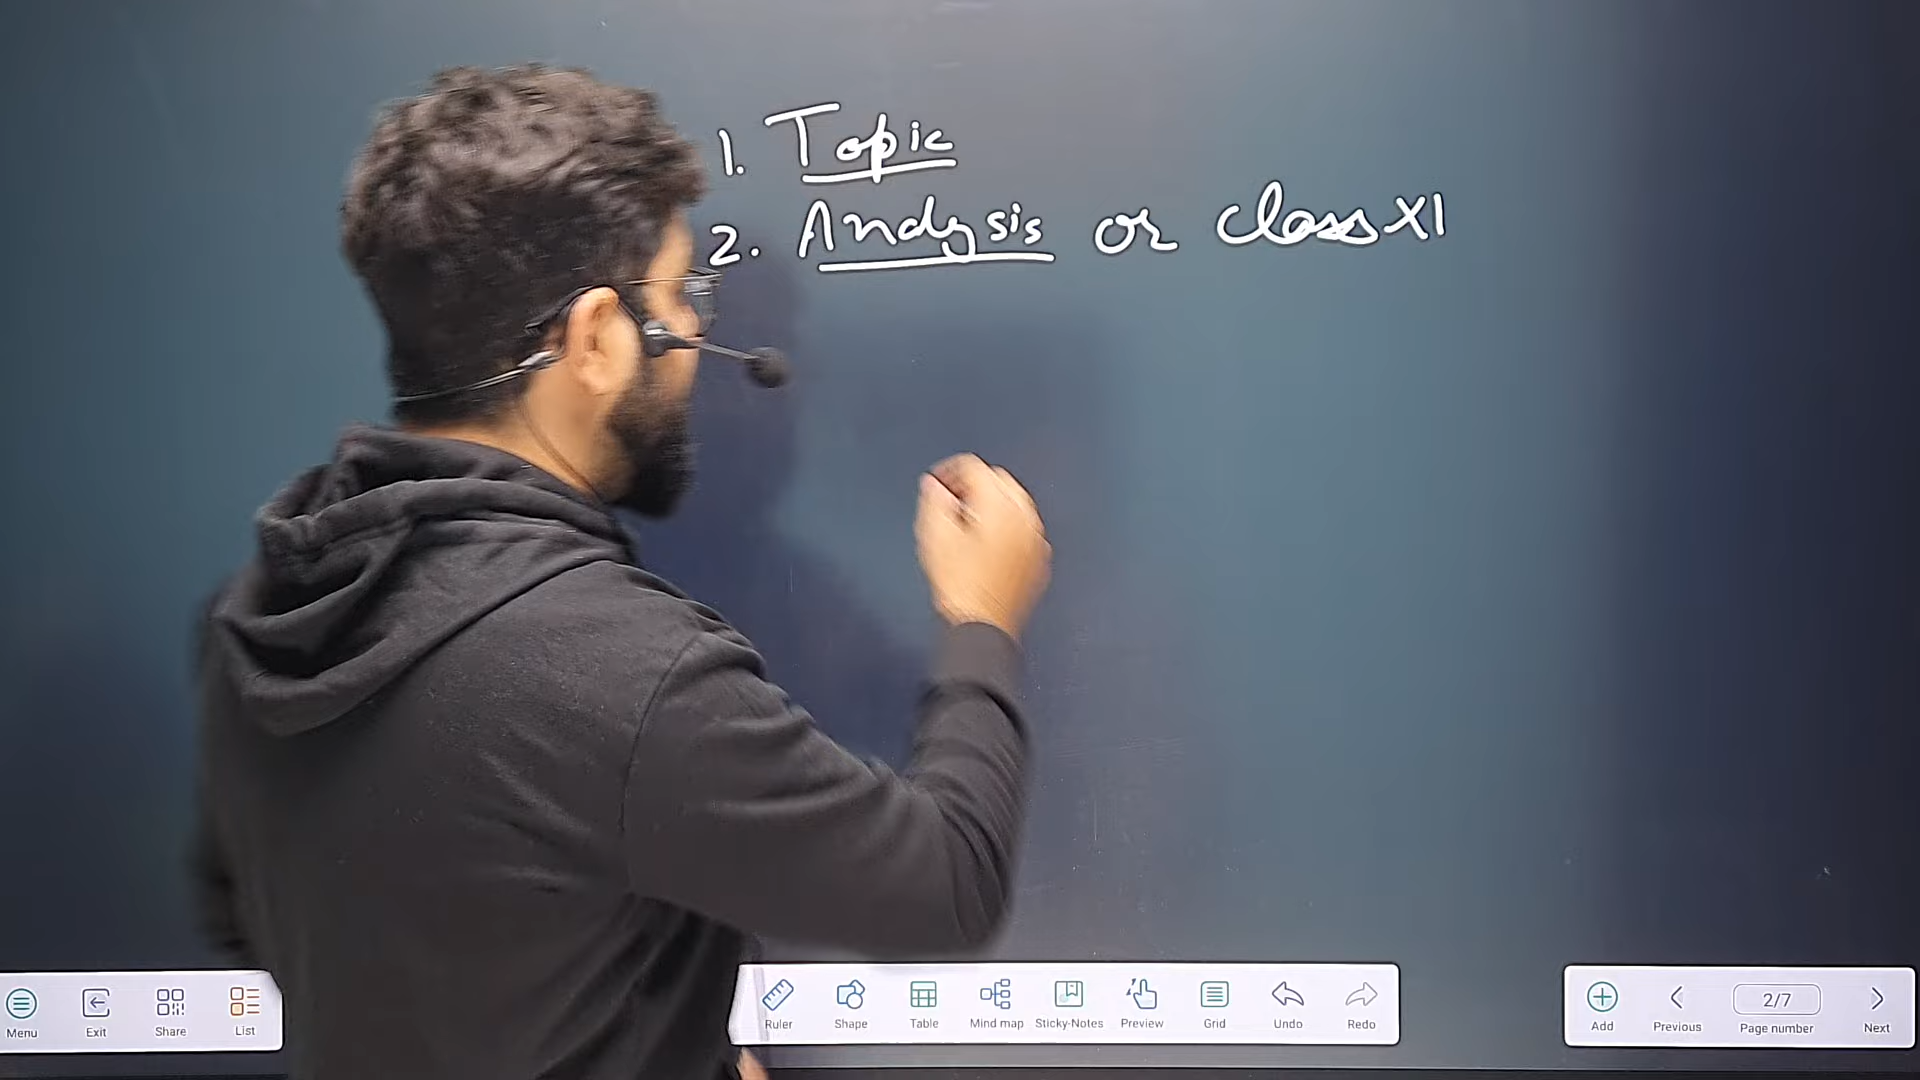 1. Topic
2. Analysis or class XI
Menu Exit Share List
Ruler Shape Table Mind map Sticky-Notes Preview Grid Undo Redo
Add Previous 2/7 Page number Next